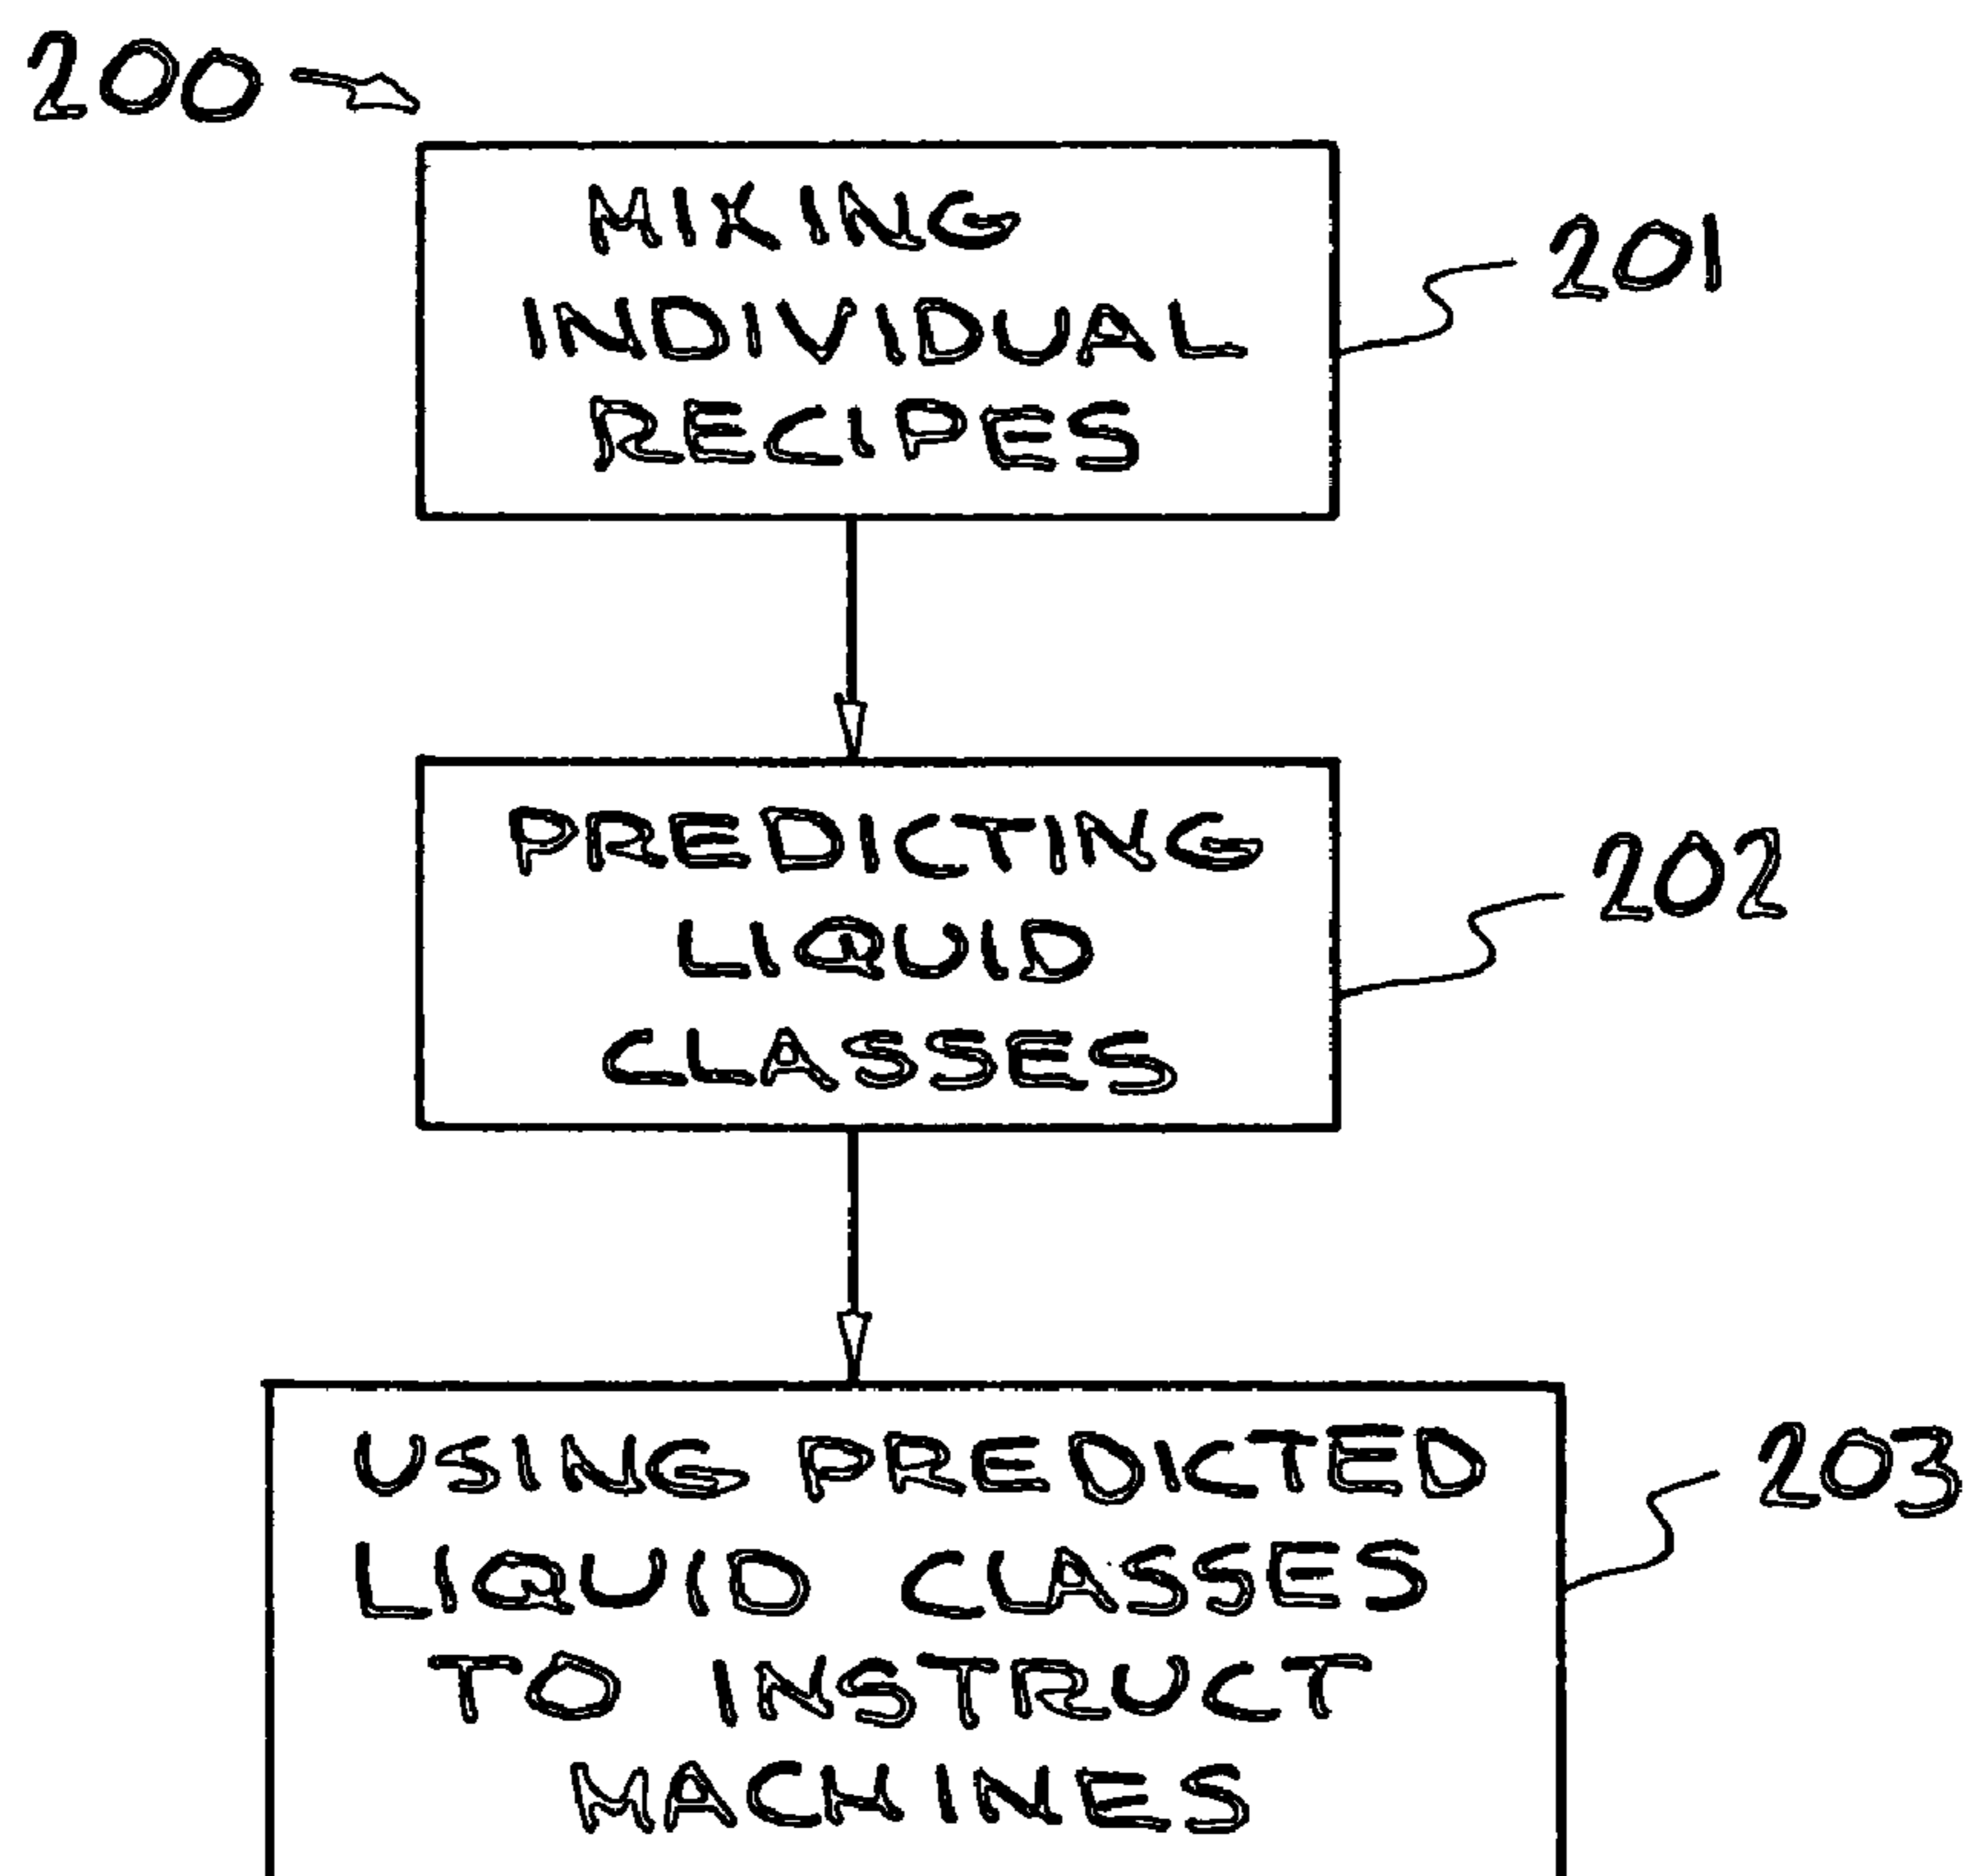 200
MIXING
INDIVIDUAL
RECIPES
201
PREDICTING
LIQUID
CLASSES
202
USING PREDICTED
LIQUID CLASSES
TO INSTRUCT
MACHINES
203